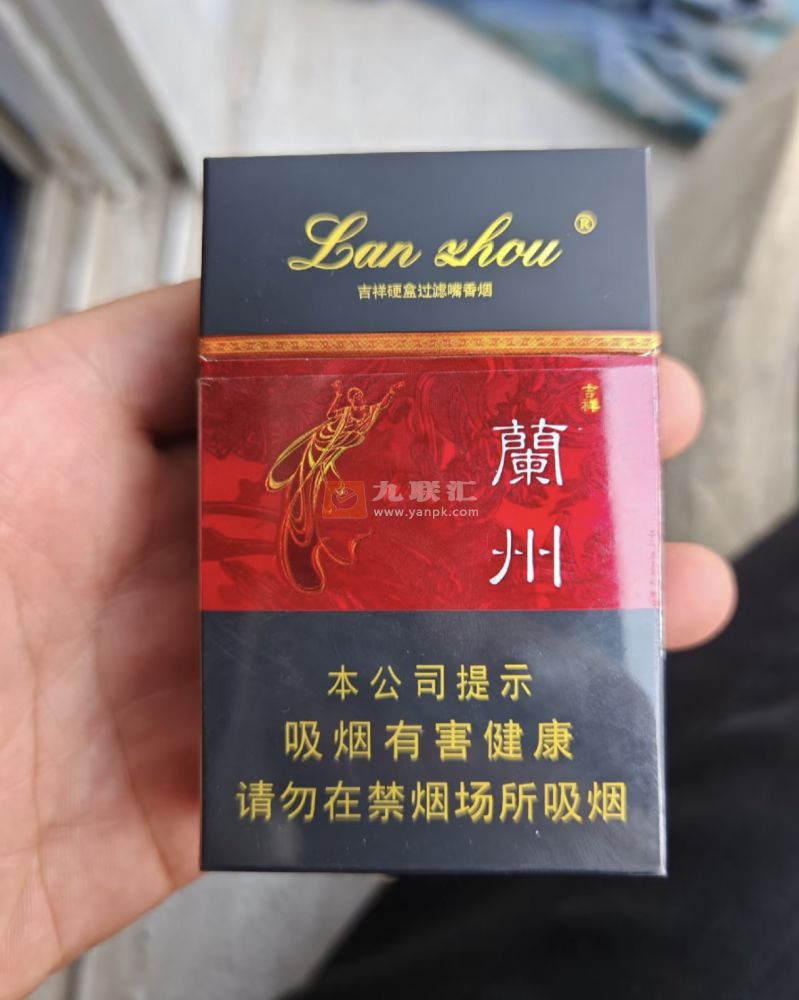 Lan zhou ®
吉祥硬盒过滤嘴香烟
吉祥
蘭州
九联汇
www.yanpk.com
本公司提示
吸烟有害健康
请勿在禁烟场所吸烟